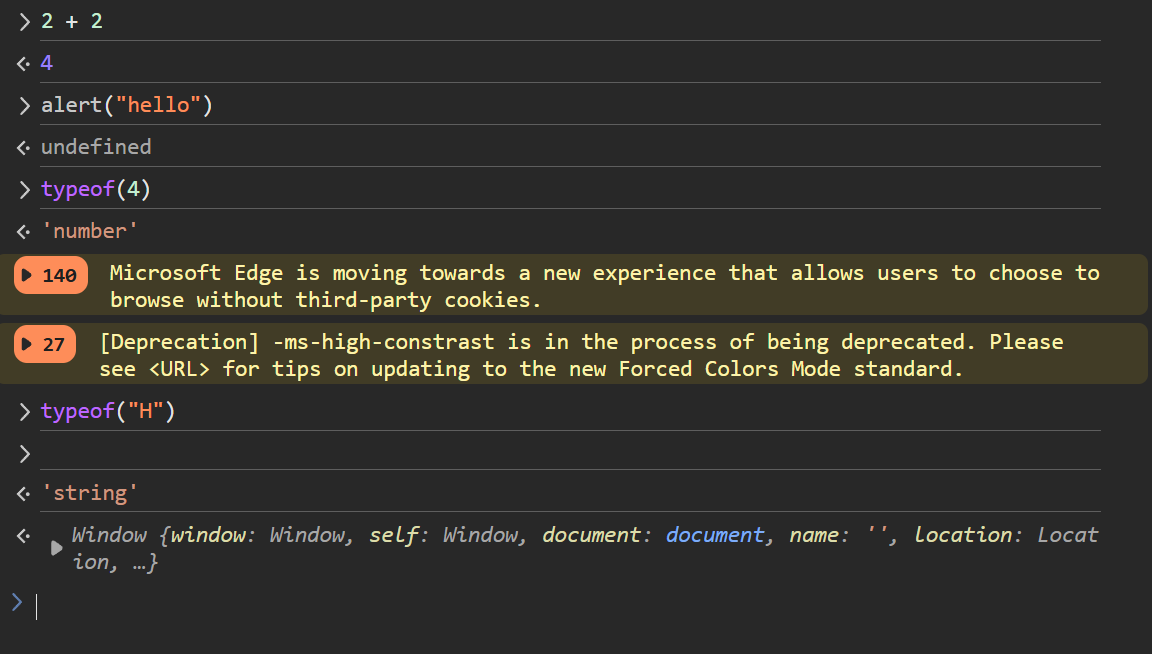 2 + 2
4
alert("hello")
undefined
typeof(4)
'number'
140 Microsoft Edge is moving towards a new experience that allows users to choose to
browse without third-party cookies.
27 [Deprecation] -ms-high-constrast is in the process of being deprecated. Please
see <URL> for tips on updating to the new Forced Colors Mode standard.
typeof("H")
'string'
Window {window: Window, self: Window, document: document, name: '', location: Locat
ion, …}